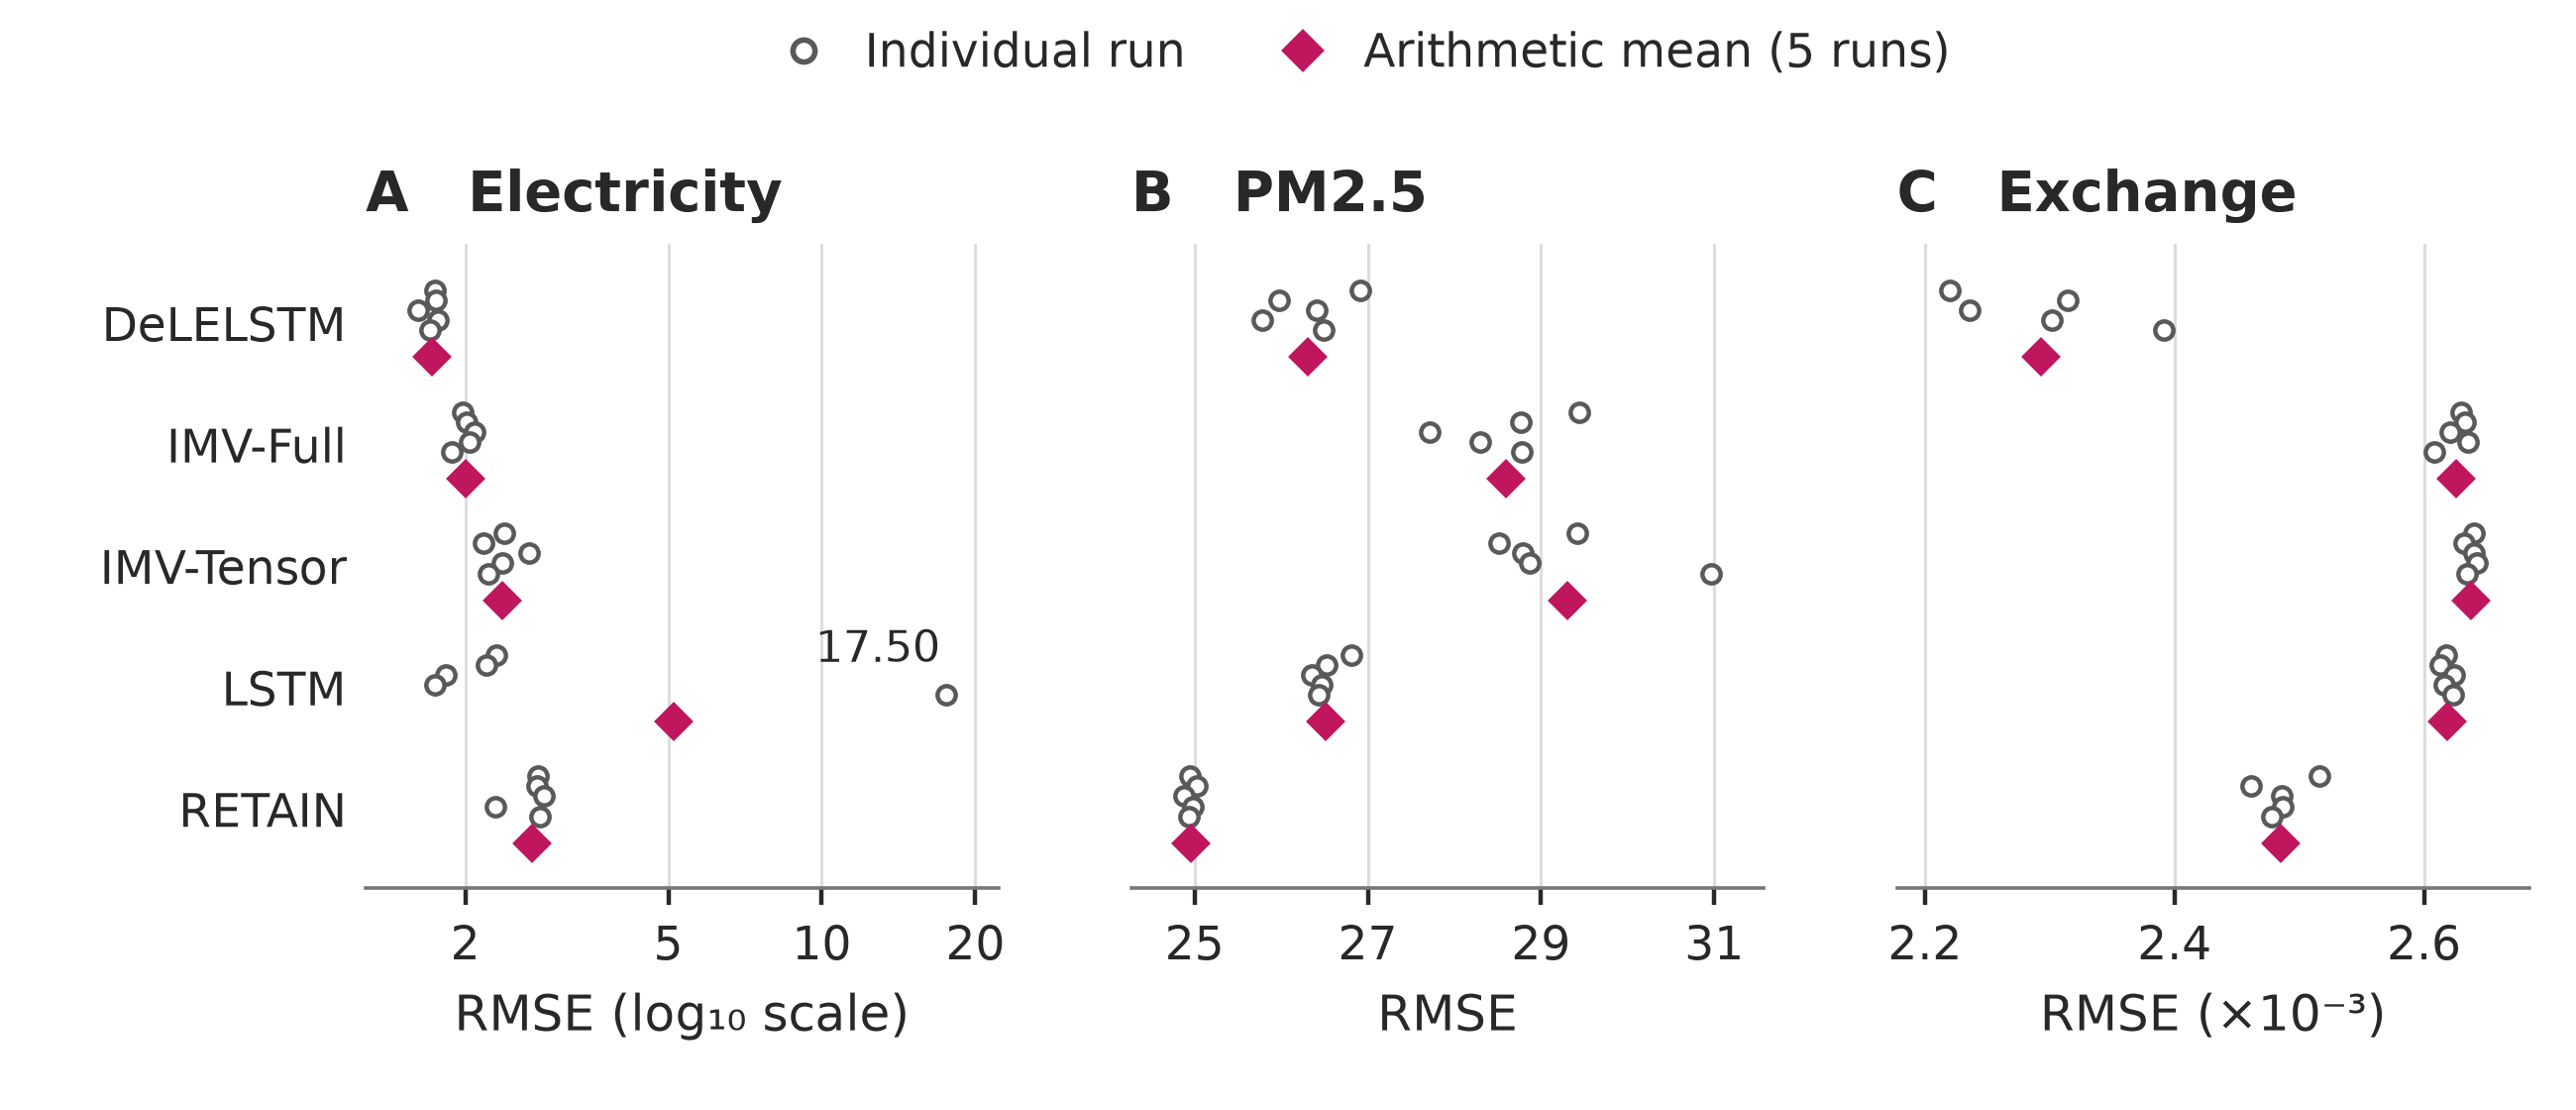 Individual run
Arithmetic mean (5 runs)
A Electricity
B PM2.5
C Exchange
DeLELSTM
IMV-Full
IMV-Tensor
LSTM
RETAIN
17.50
2 5 10 20
25 27 29 31
2.2 2.4 2.6
RMSE (log₁₀ scale)
RMSE
RMSE (×10⁻³)